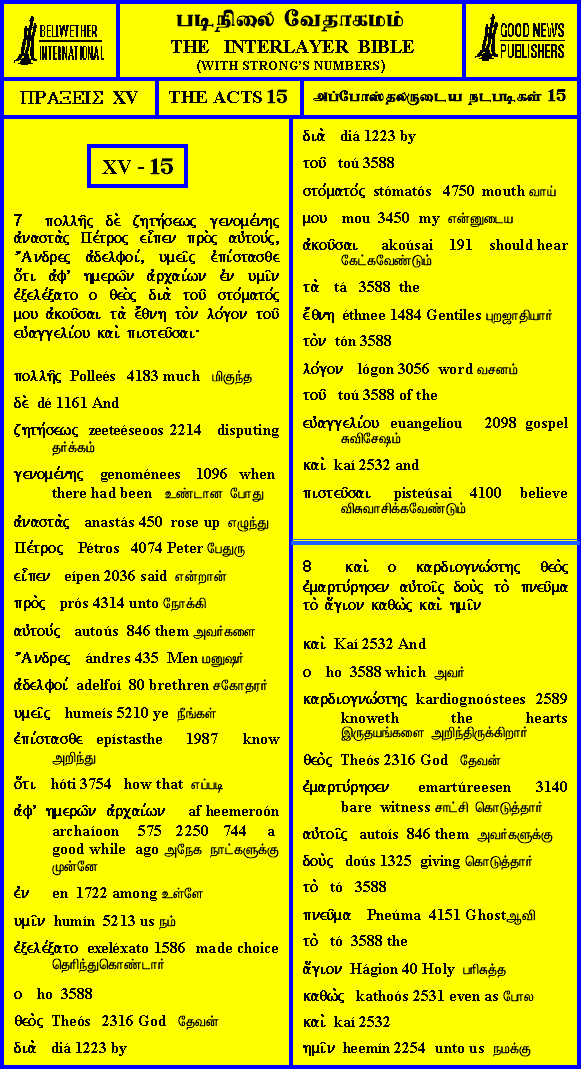 BELLWETHER
INTERNATIONAL
படிநிலை வேதாகமம்
THE INTERLAYER BIBLE
(WITH STRONG'S NUMBERS)
GOOD NEWS
PUBLISHERS
ΠΡΑΞΕΙΣ XV
THE ACTS 15
அப்போஸ்தலருடைய நடபடிகள் 15
XV - 15
7 πολλῆς δὲ ζητήσεως γενομένης
ἀναστὰς Πέτρος εἶπεν πρὸς αὐτούς,
Ἄνδρες ἀδελφοί, υμεῖς ἐπίστασθε
ὅτι ἀφ' ημερῶν ἀρχαίων ἐν υμῖν
ἐξελέξατο ο θεὸς διὰ τοῦ στόματός
μου ἀκοῦσαι τὰ ἔθνη τὸν λόγον τοῦ
εὐαγγελίου καὶ πιστεῦσαι·
πολλῆς Polleés 4183 much மிகுந்த
δὲ dé 1161 And
ζητήσεως zeeteéseoos 2214 disputing
தர்க்கம்
γενομένης genoménees 1096 when
there had been உண்டான போது
ἀναστὰς anastás 450 rose up எழுந்து
Πέτρος Pétros 4074 Peter பேதுரு
εἶπεν eípen 2036 said என்றான்
πρὸς prós 4314 unto நோக்கி
αὐτούς autoús 846 them அவர்களை
Ἄνδρες ándres 435 Men மனுஷர்
ἀδελφοί adelfoí 80 brethren சகோதரர்
υμεῖς humeís 5210 ye நீங்கள்
ἐπίστασθε epístasthe 1987 know
அறிந்து
ὅτι hóti 3754 how that எப்படி
ἀφ' ημερῶν ἀρχαίων af heemeroón
archaíoon 575 2250 744 a
good while ago அநேக நாட்களுக்கு
முன்னே
ἐν en 1722 among உள்ளே
υμῖν humín 5213 us நம்
ἐξελέξατο exeléxato 1586 made choice
தெரிந்துகொண்டார்
ο ho 3588
θεὸς Theós 2316 God தேவன்
διὰ diá 1223 by
διὰ diá 1223 by
τοῦ toú 3588
στόματός stómatós 4750 mouth வாய்
μου mou 3450 my என்னுடைய
ἀκοῦσαι akoúsai 191 should hear
கேட்கவேண்டும்
τὰ tá 3588 the
ἔθνη éthnee 1484 Gentiles புறஜாதியார்
τὸν tón 3588
λόγον lógon 3056 word வசனம்
τοῦ toú 3588 of the
εὐαγγελίου euangelíou 2098 gospel
சுவிசேஷம்
καὶ kaí 2532 and
πιστεῦσαι pisteúsai 4100 believe
விசுவாசிக்கவேண்டும்
8 καὶ ο καρδιογνώστης θεὸς
ἐμαρτύρησεν αὐτοῖς δοὺς τὸ πνεῦμα
τὸ ἅγιον καθὼς καὶ ημῖν
καὶ Kaí 2532 And
ο ho 3588 which அவர்
καρδιογνώστης kardiognoóstees 2589
knoweth the hearts
இருதயங்களை அறிந்திருக்கிறார்
θεὸς Theós 2316 God தேவன்
ἐμαρτύρησεν emartúreesen 3140
bare witness சாட்சி கொடுத்தார்
αὐτοῖς autoís 846 them அவர்களுக்கு
δοὺς doús 1325 giving கொடுத்தார்
τὸ tó 3588
πνεῦμα Pneúma 4151 Ghostஆவி
τὸ tó 3588 the
ἅγιον Hágion 40 Holy பரிசுத்த
καθὼς kathoós 2531 even as போல
καὶ kaí 2532
ημῖν heemín 2254 unto us நமக்கு